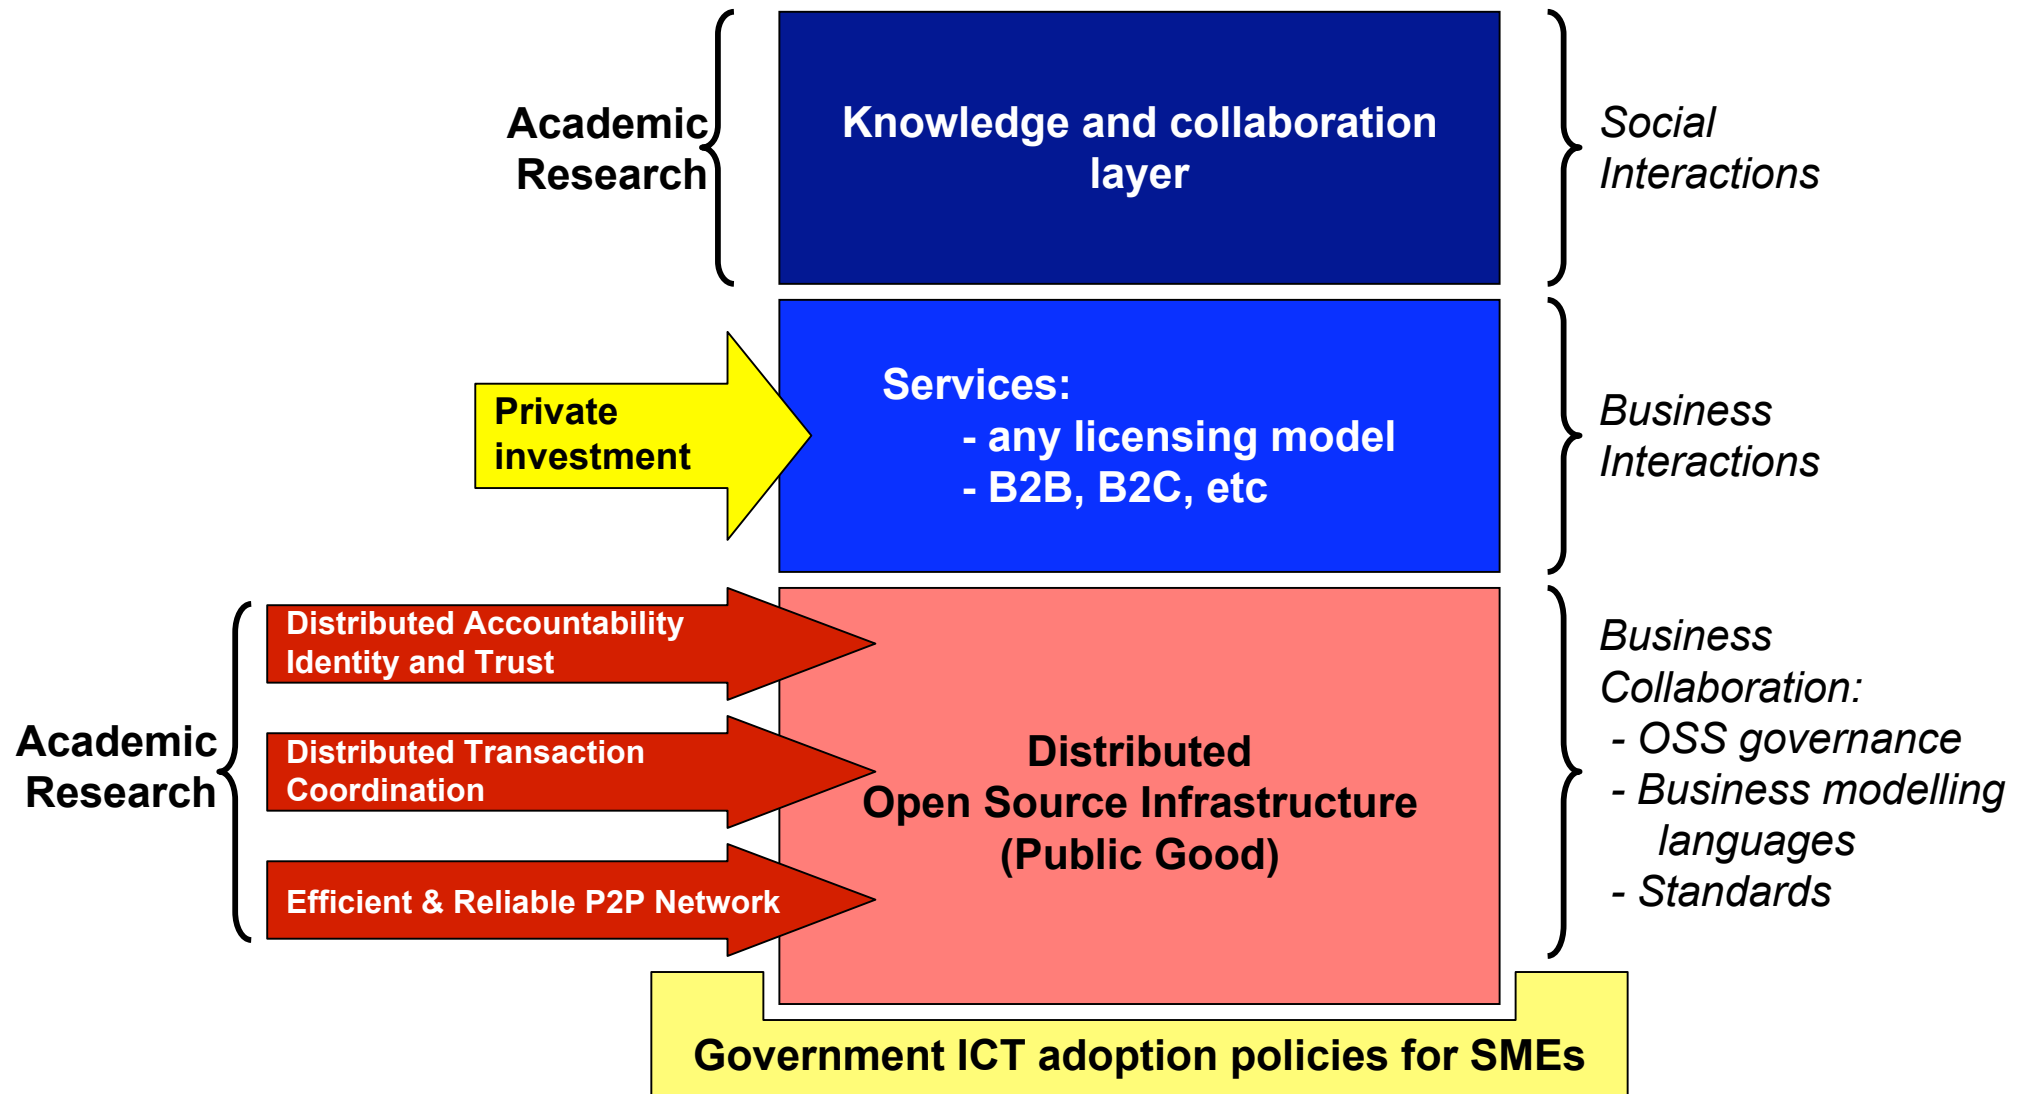 Academic
Research
Knowledge and collaboration
layer
Social
Interactions
Private
investment
Services:
- any licensing model
- B2B, B2C, etc
Business
Interactions
Academic
Research
Distributed Accountability
Identity and Trust
Distributed Transaction
Coordination
Efficient & Reliable P2P Network
Distributed
Open Source Infrastructure
(Public Good)
Business
Collaboration:
- OSS governance
- Business modelling
languages
- Standards
Government ICT adoption policies for SMEs